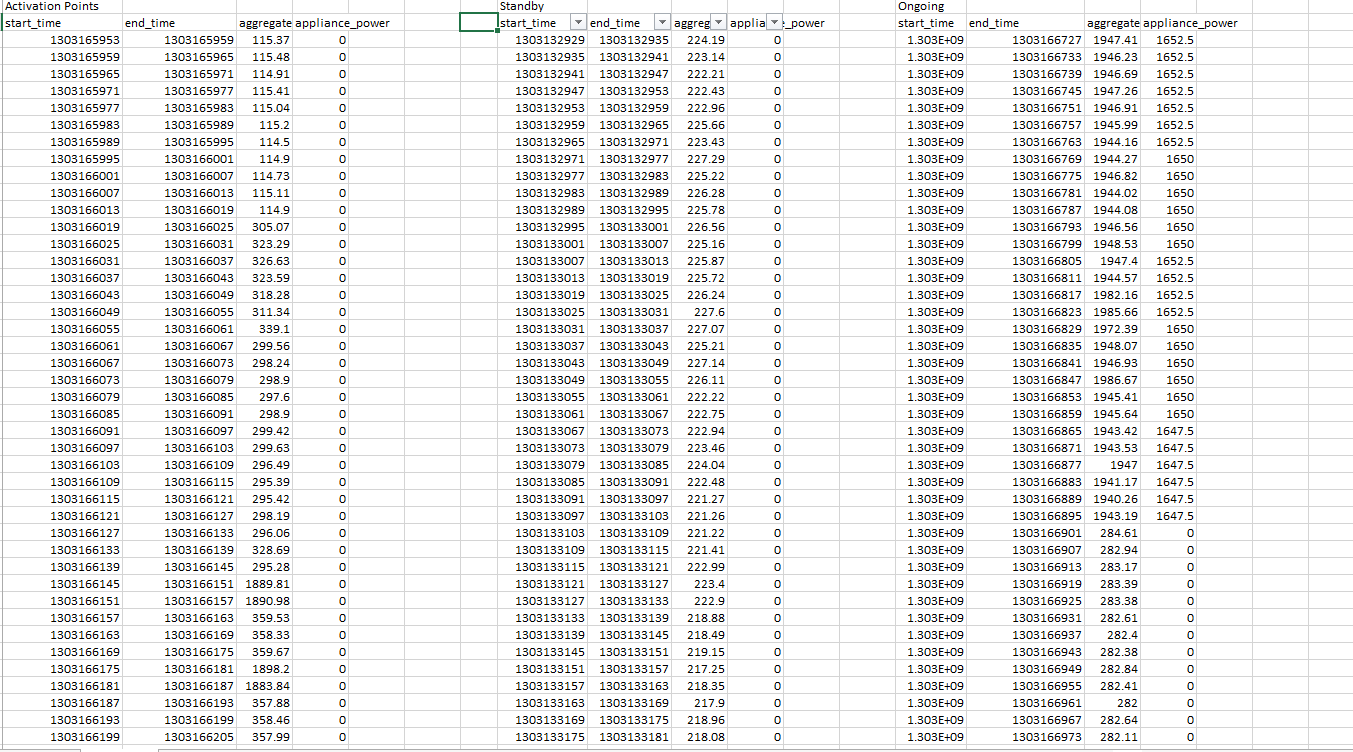 Activation Points Standby Ongoing
start_time end_time aggregate appliance_power start_time end_time aggreg applia _power start_time end_time aggregate appliance_power
1303165953 1303165959 115.37 0 1303132929 1303132935 224.19 0 1.303E+09 1303166727 1947.41 1652.5
1303165959 1303165965 115.48 0 1303132935 1303132941 223.14 0 1.303E+09 1303166733 1946.23 1652.5
1303165965 1303165971 114.91 0 1303132941 1303132947 222.21 0 1.303E+09 1303166739 1946.69 1652.5
1303165971 1303165977 115.41 0 1303132947 1303132953 222.43 0 1.303E+09 1303166745 1947.26 1652.5
1303165977 1303165983 115.04 0 1303132953 1303132959 222.96 0 1.303E+09 1303166751 1946.91 1652.5
1303165983 1303165989 115.2 0 1303132959 1303132965 225.66 0 1.303E+09 1303166757 1945.99 1652.5
1303165989 1303165995 114.5 0 1303132965 1303132971 223.43 0 1.303E+09 1303166763 1944.16 1652.5
1303165995 1303166001 114.9 0 1303132971 1303132977 227.29 0 1.303E+09 1303166769 1944.27 1650
1303166001 1303166007 114.73 0 1303132977 1303132983 225.22 0 1.303E+09 1303166775 1946.82 1650
1303166007 1303166013 115.11 0 1303132983 1303132989 226.28 0 1.303E+09 1303166781 1944.02 1650
1303166013 1303166019 114.9 0 1303132989 1303132995 225.78 0 1.303E+09 1303166787 1944.08 1650
1303166019 1303166025 305.07 0 1303132995 1303133001 226.56 0 1.303E+09 1303166793 1946.56 1650
1303166025 1303166031 323.29 0 1303133001 1303133007 225.16 0 1.303E+09 1303166799 1948.53 1650
1303166031 1303166037 326.63 0 1303133007 1303133013 225.87 0 1.303E+09 1303166805 1947.4 1652.5
1303166037 1303166043 323.59 0 1303133013 1303133019 225.72 0 1.303E+09 1303166811 1944.57 1652.5
1303166043 1303166049 318.28 0 1303133019 1303133025 226.24 0 1.303E+09 1303166817 1982.16 1652.5
1303166049 1303166055 311.34 0 1303133025 1303133031 227.6 0 1.303E+09 1303166823 1985.66 1652.5
1303166055 1303166061 339.1 0 1303133031 1303133037 227.07 0 1.303E+09 1303166829 1972.39 1650
1303166061 1303166067 299.56 0 1303133037 1303133043 225.21 0 1.303E+09 1303166835 1948.07 1650
1303166067 1303166073 298.24 0 1303133043 1303133049 227.14 0 1.303E+09 1303166841 1946.93 1650
1303166073 1303166079 298.9 0 1303133049 1303133055 226.11 0 1.303E+09 1303166847 1986.67 1650
1303166079 1303166085 297.6 0 1303133055 1303133061 222.22 0 1.303E+09 1303166853 1945.41 1650
1303166085 1303166091 298.9 0 1303133061 1303133067 222.75 0 1.303E+09 1303166859 1945.64 1650
1303166091 1303166097 299.42 0 1303133067 1303133073 222.94 0 1.303E+09 1303166865 1943.42 1647.5
1303166097 1303166103 299.63 0 1303133073 1303133079 223.46 0 1.303E+09 1303166871 1943.53 1647.5
1303166103 1303166109 296.49 0 1303133079 1303133085 224.04 0 1.303E+09 1303166877 1947 1647.5
1303166109 1303166115 295.39 0 1303133085 1303133091 222.48 0 1.303E+09 1303166883 1941.17 1647.5
1303166115 1303166121 295.42 0 1303133091 1303133097 221.27 0 1.303E+09 1303166889 1940.26 1647.5
1303166121 1303166127 298.19 0 1303133097 1303133103 221.26 0 1.303E+09 1303166895 1943.19 1647.5
1303166127 1303166133 296.06 0 1303133103 1303133109 221.22 0 1.303E+09 1303166901 284.61 0
1303166133 1303166139 328.69 0 1303133109 1303133115 221.41 0 1.303E+09 1303166907 282.94 0
1303166139 1303166145 295.28 0 1303133115 1303133121 222.99 0 1.303E+09 1303166913 283.17 0
1303166145 1303166151 1889.81 0 1303133121 1303133127 223.4 0 1.303E+09 1303166919 283.39 0
1303166151 1303166157 1890.98 0 1303133127 1303133133 222.9 0 1.303E+09 1303166925 283.38 0
1303166157 1303166163 359.53 0 1303133133 1303133139 218.88 0 1.303E+09 1303166931 282.61 0
1303166163 1303166169 358.33 0 1303133139 1303133145 218.49 0 1.303E+09 1303166937 282.4 0
1303166169 1303166175 359.67 0 1303133145 1303133151 219.15 0 1.303E+09 1303166943 282.38 0
1303166175 1303166181 1898.2 0 1303133151 1303133157 217.25 0 1.303E+09 1303166949 282.84 0
1303166181 1303166187 1883.84 0 1303133157 1303133163 218.35 0 1.303E+09 1303166955 282.41 0
1303166187 1303166193 357.88 0 1303133163 1303133169 217.9 0 1.303E+09 1303166961 282 0
1303166193 1303166199 358.46 0 1303133169 1303133175 218.96 0 1.303E+09 1303166967 282.64 0
1303166199 1303166205 357.99 0 1303133175 1303133181 218.08 0 1.303E+09 1303166973 282.11 0